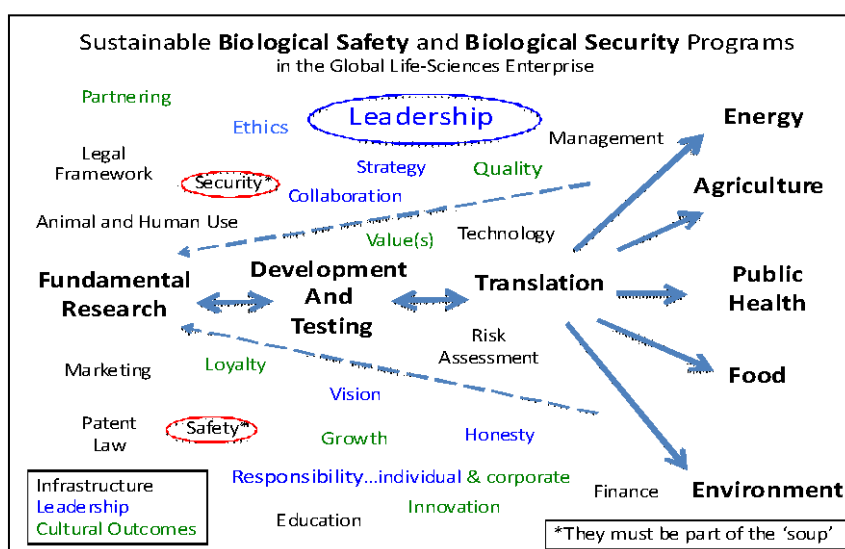 Sustainable Biological Safety and Biological Security Programs
in the Global Life-Sciences Enterprise
Partnering
Ethics
Leadership
Management
Energy
Legal
Framework
Security*
Strategy
Quality
Collaboration
Agriculture
Animal and Human Use
Value(s)
Technology
Fundamental
Research
Development
And
Testing
Translation
Public
Health
Risk
Assessment
Marketing
Loyalty
Vision
Food
Patent
Law
Safety*
Growth
Honesty
Responsibility...individual & corporate
Innovation
Education
Finance
Environment
Infrastructure
Leadership
Cultural Outcomes
*They must be part of the ‘soup’